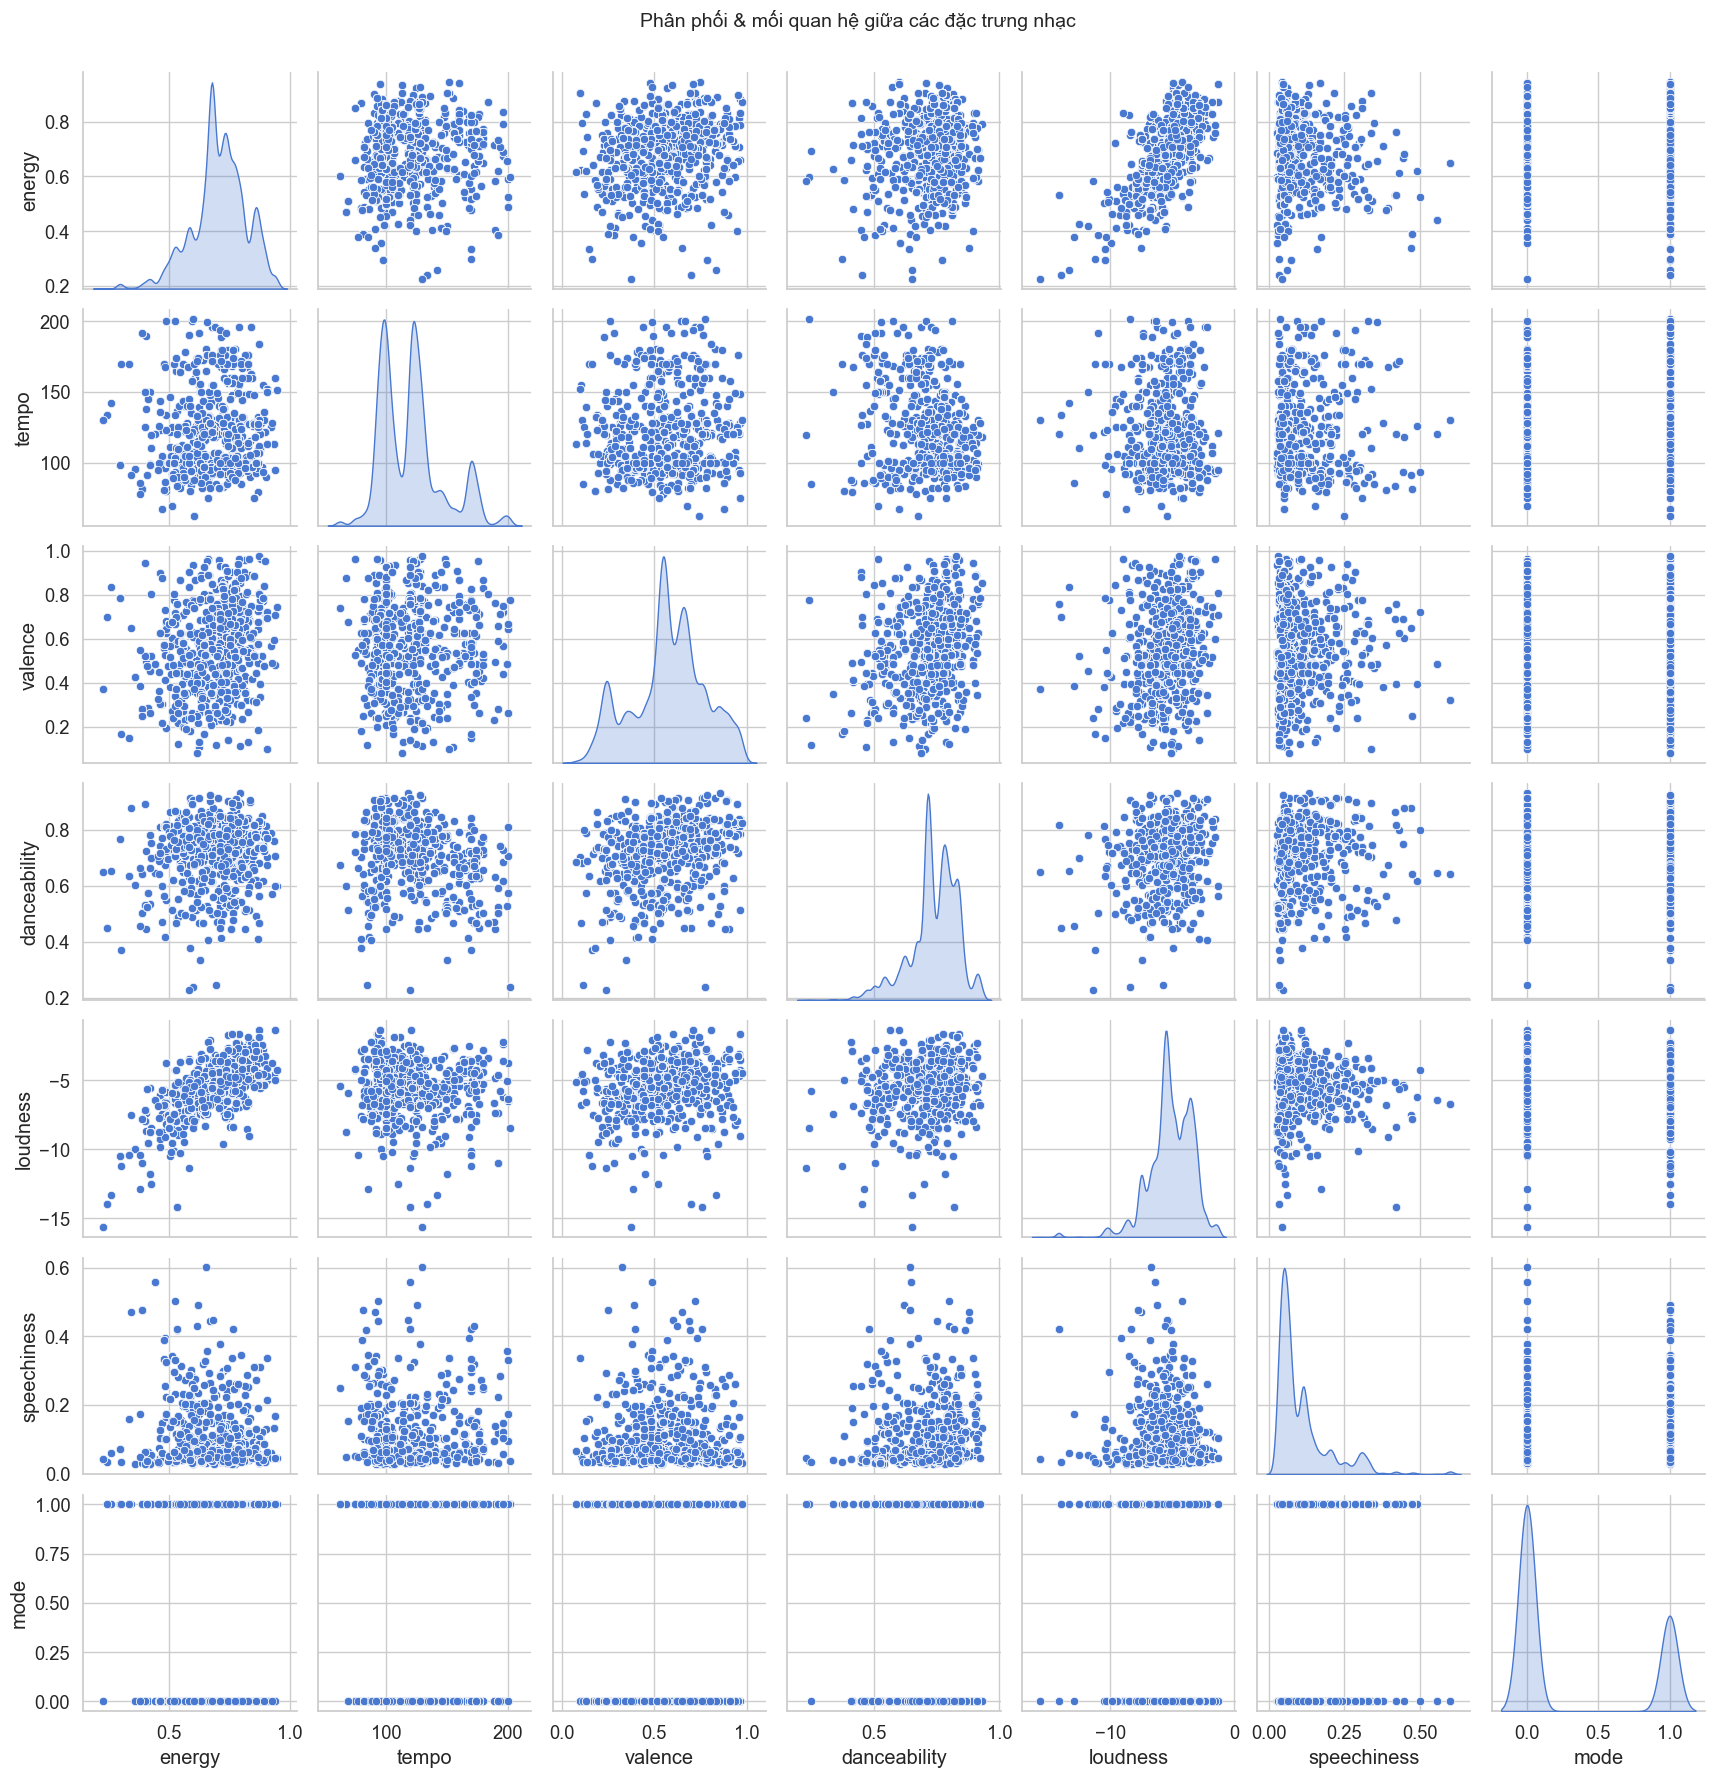 Phân phối & mối quan hệ giữa các đặc trưng nhạc
0.8
0.6
0.4
0.2
energy
200
150
100
tempo
1.0
0.8
0.6
0.4
0.2
valence
0.8
0.6
0.4
0.2
danceability
−5
−10
−15
loudness
0.6
0.4
0.2
0.0
speechiness
1.00
0.75
0.50
0.25
0.00
mode
0.5 1.0 100 200 0.0 0.5 1.0 0.5 1.0 −10 0 0.00 0.25 0.50 0.0 0.5 1.0
energy tempo valence danceability loudness speechiness mode